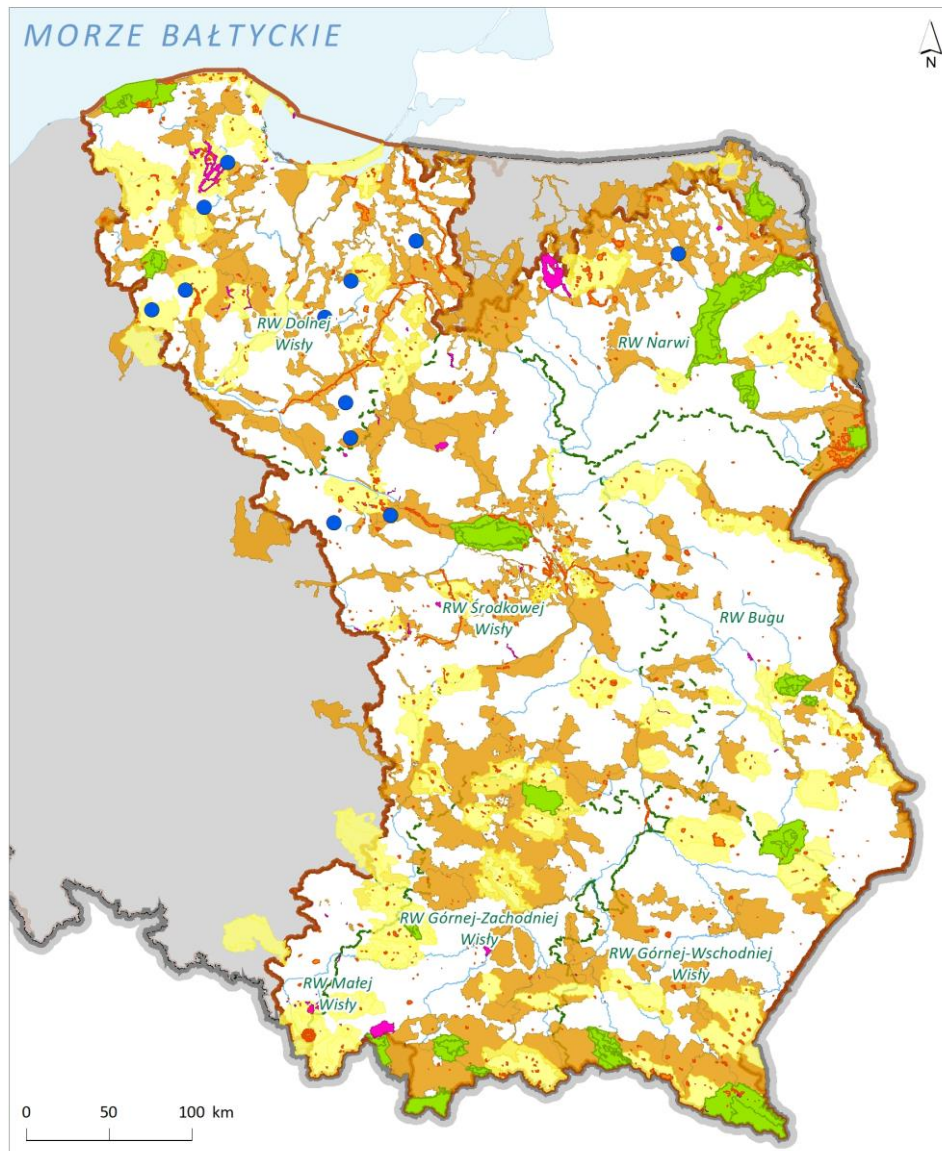 MORZE BAŁTYCKIE
N
RW Dolnej
Wisły
RW Narwi
RW Środkowej
Wisły
RW Bugu
RW Górnej-Zachodniej
Wisły
RW Górnej-Wschodniej
Wisły
RW Małej
Wisły
0 50 100 km